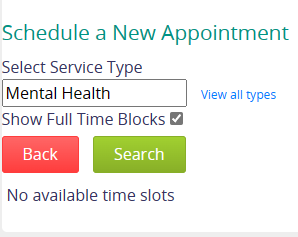 Schedule a New Appointment
Select Service Type
Mental Health View all types
Show Full Time Blocks
Back Search
No available time slots